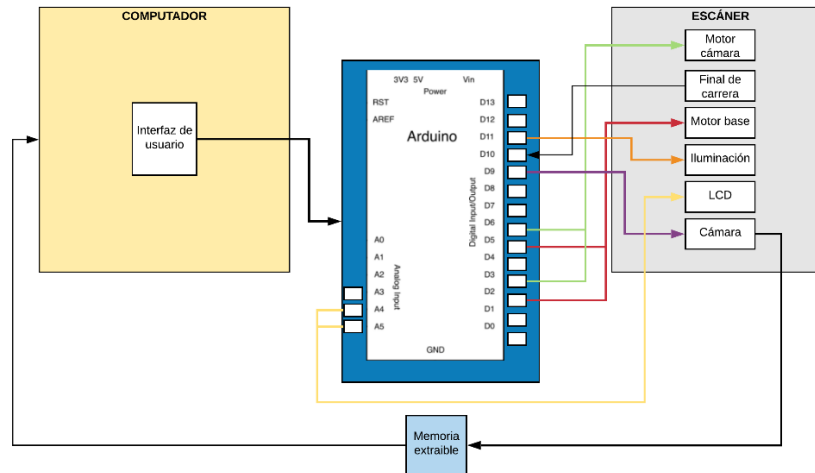 COMPUTADOR
Interfaz de
usuario
3V3 5V Vin
Power
RST
AREF
Arduino
D13
D12
D11
D10
D9
D8
D7
D6
D5
D4
D3
D2
D1
D0
Digital Input/Output
A0
A1
A2
A3
A4
A5
Analog Input
GND
ESCÁNER
Motor
cámara
Final de
carrera
Motor base
Iluminación
LCD
Cámara
Memoria
extraible